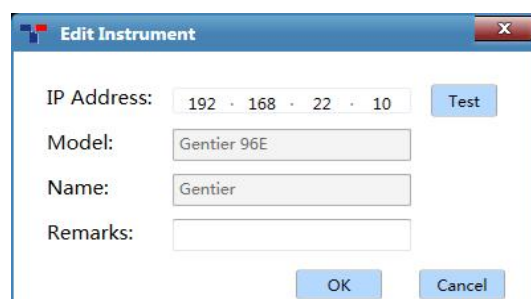 Edit Instrument x
IP Address: 192 · 168 · 22 · 10 Test
Model: Gentier 96E
Name: Gentier
Remarks:
OK Cancel